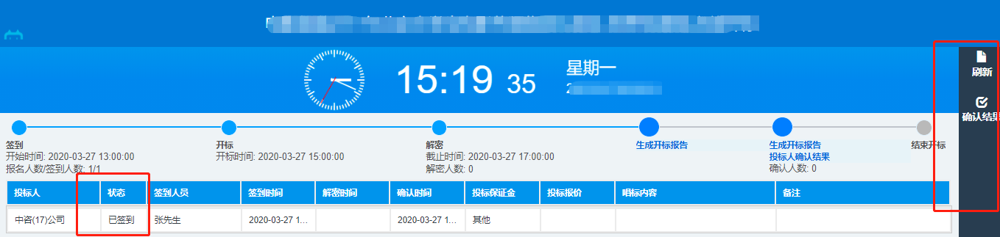 15:19 35
星期一
刷新
确认结果
签到
开始时间: 2020-03-27 13:00:00
报名人数/签到人数: 1/1
开标
开标时间: 2020-03-27 15:00:00
解密
截止时间: 2020-03-27 17:00:00
解密人数: 0
生成开标报告
生成开标报告
投标人确认结果
确认人数: 0
结束开标
投标人 状态 签到人员 签到时间 解密时间 确认时间 投标保证金 投标报价 唱标内容 备注
中咨(17)公司 已签到 张先生 2020-03-27 1... 2020-03-27 1... 其他